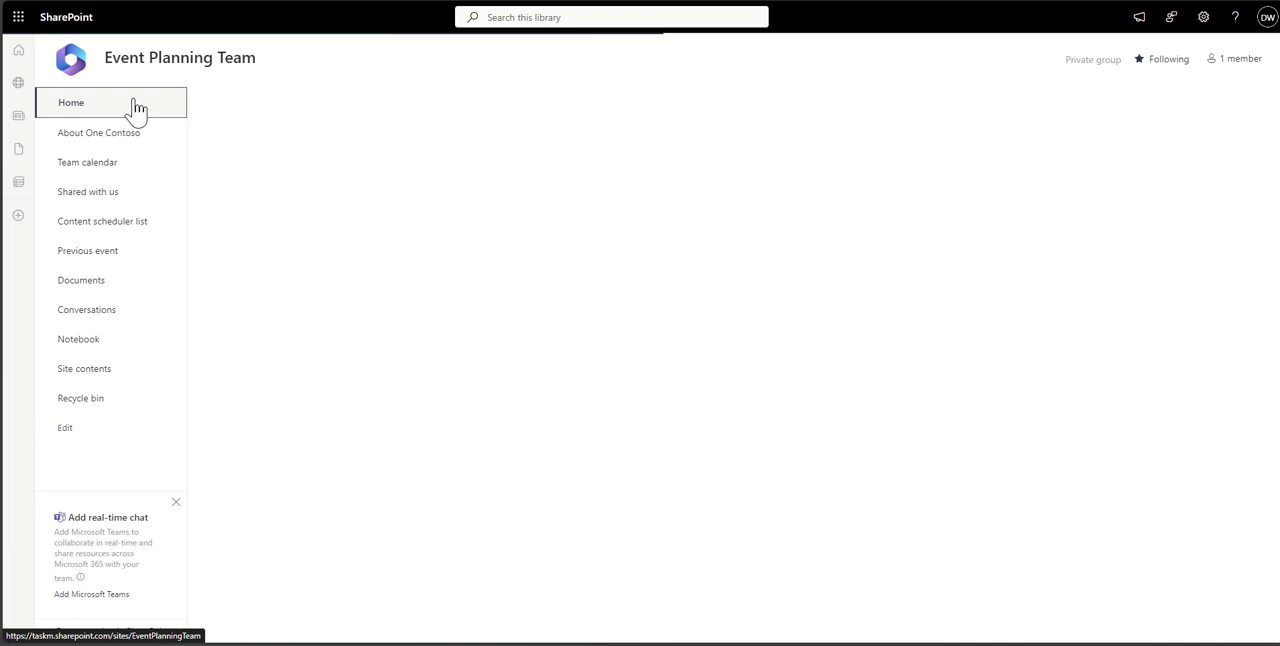 SharePoint
Search this library
DW
Event Planning Team
Private group
Following
1 member
Home
About One Contoso
Team calendar
Shared with us
Content scheduler list
Previous event
Documents
Conversations
Notebook
Site contents
Recycle bin
Edit
Add real-time chat
Add Microsoft Teams to
collaborate in real-time and
share resources across
Microsoft 365 with your
team.
Add Microsoft Teams
https://taskm.sharepoint.com/sites/EventPlanningTeam